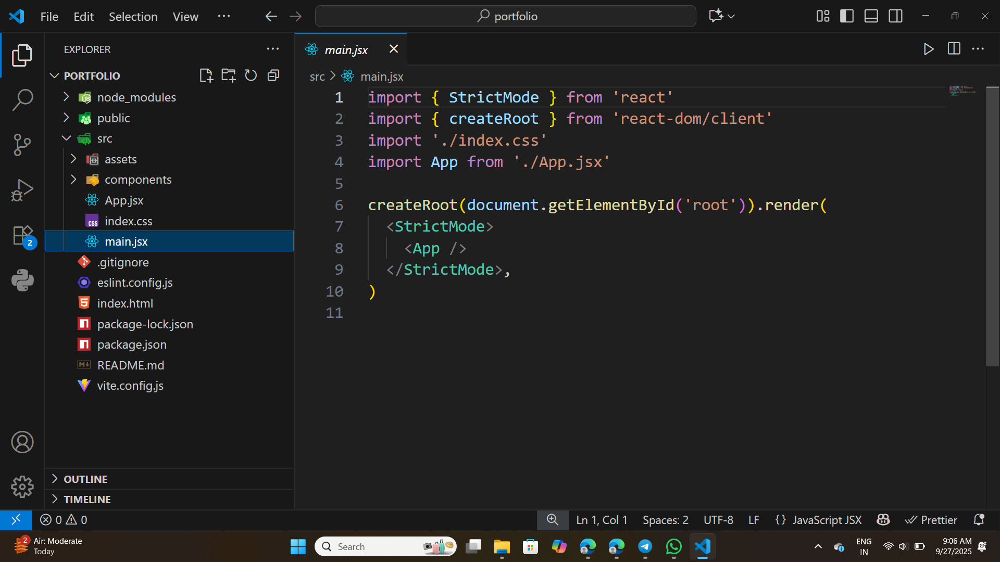 File Edit Selection View ···
portfolio
EXPLORER
PORTFOLIO
node_modules
public
src
assets
components
App.jsx
index.css
main.jsx
.gitignore
eslint.config.js
index.html
package-lock.json
package.json
README.md
vite.config.js
OUTLINE
TIMELINE
2
main.jsx
src > main.jsx
1 import { StrictMode } from 'react'
2 import { createRoot } from 'react-dom/client'
3 import './index.css'
4 import App from './App.jsx'
5
6 createRoot(document.getElementById('root')).render(
7 <StrictMode>
8 <App />
9 </StrictMode>,
10 )
11
0 0
Ln 1, Col 1 Spaces: 2 UTF-8 LF {} JavaScript JSX Prettier
2
Air: Moderate
Today
Search
ENG
IN
9:06 AM
9/27/2025